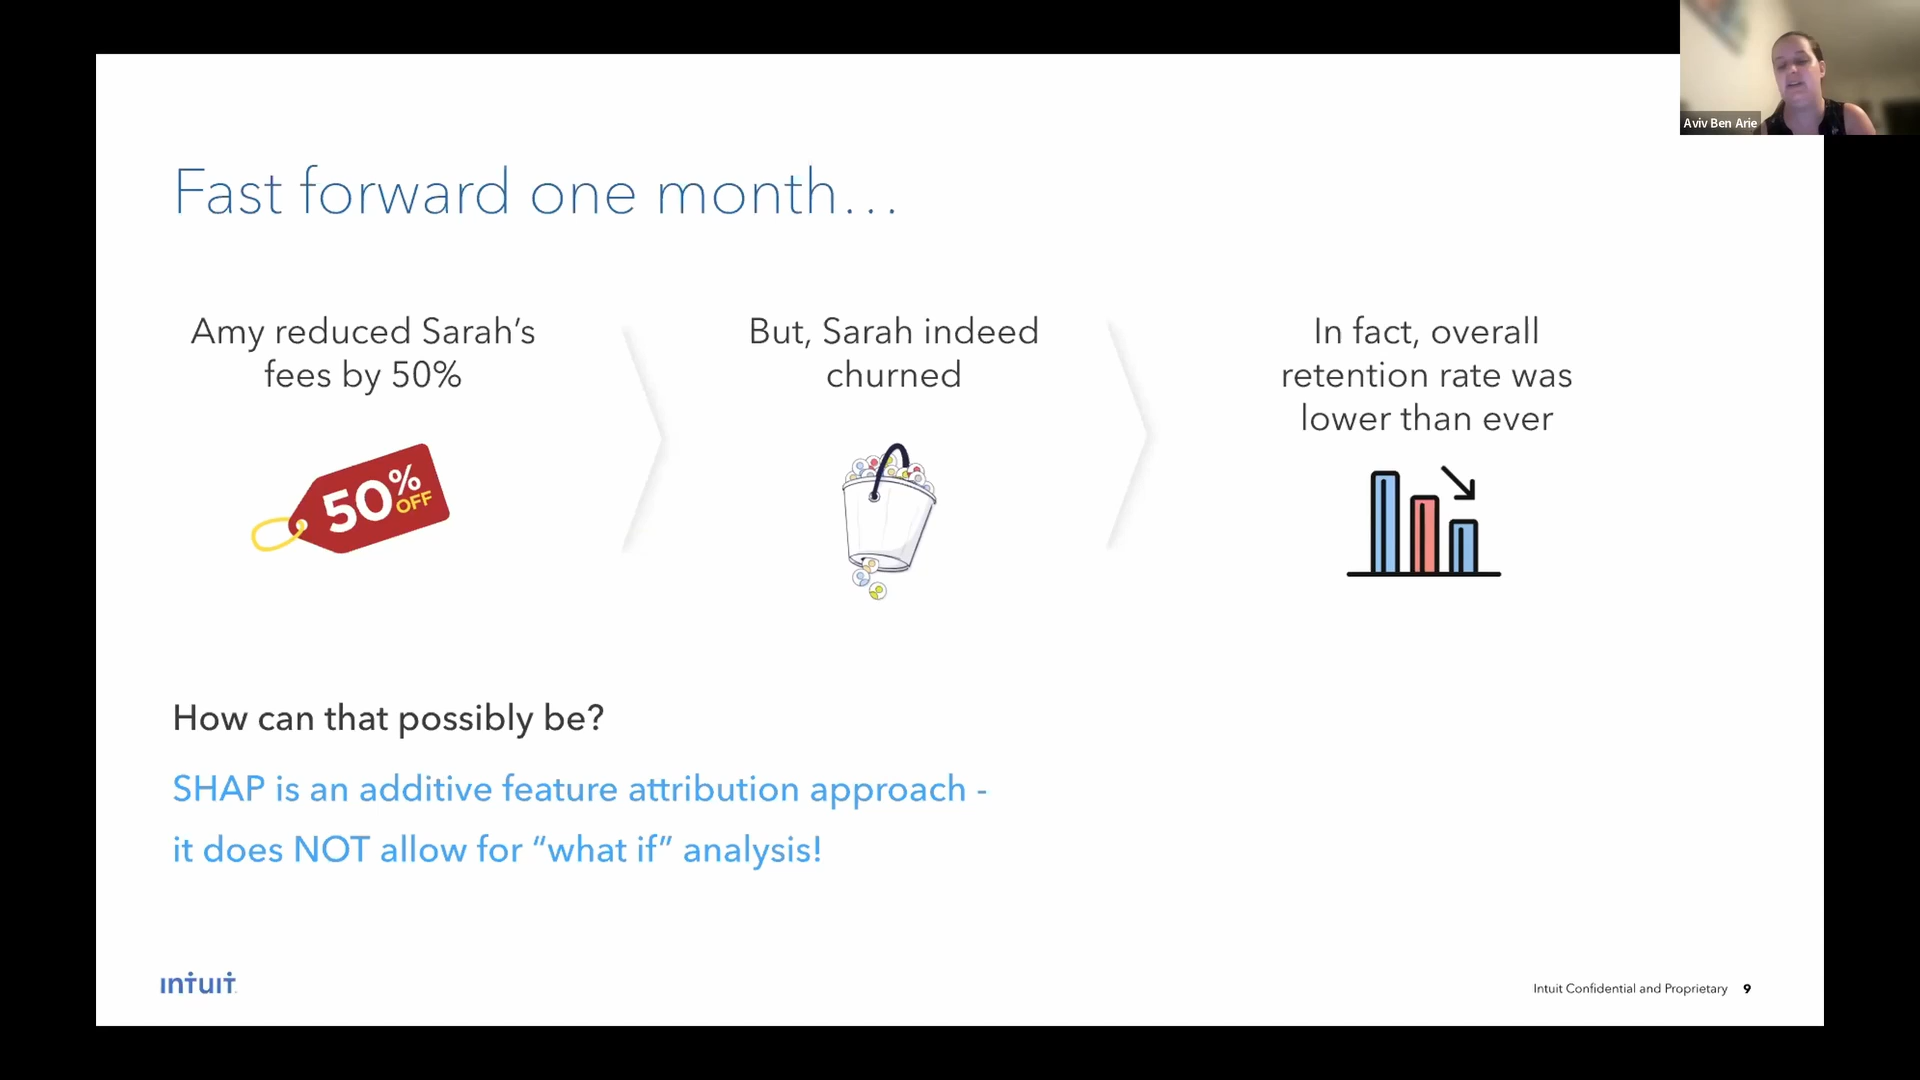 Aviv Ben Arie
Fast forward one month...
Amy reduced Sarah’s
fees by 50%
But, Sarah indeed
churned
In fact, overall
retention rate was
lower than ever
50%
OFF
How can that possibly be?
SHAP is an additive feature attribution approach -
it does NOT allow for “what if” analysis!
intuit
Intuit Confidential and Proprietary 9